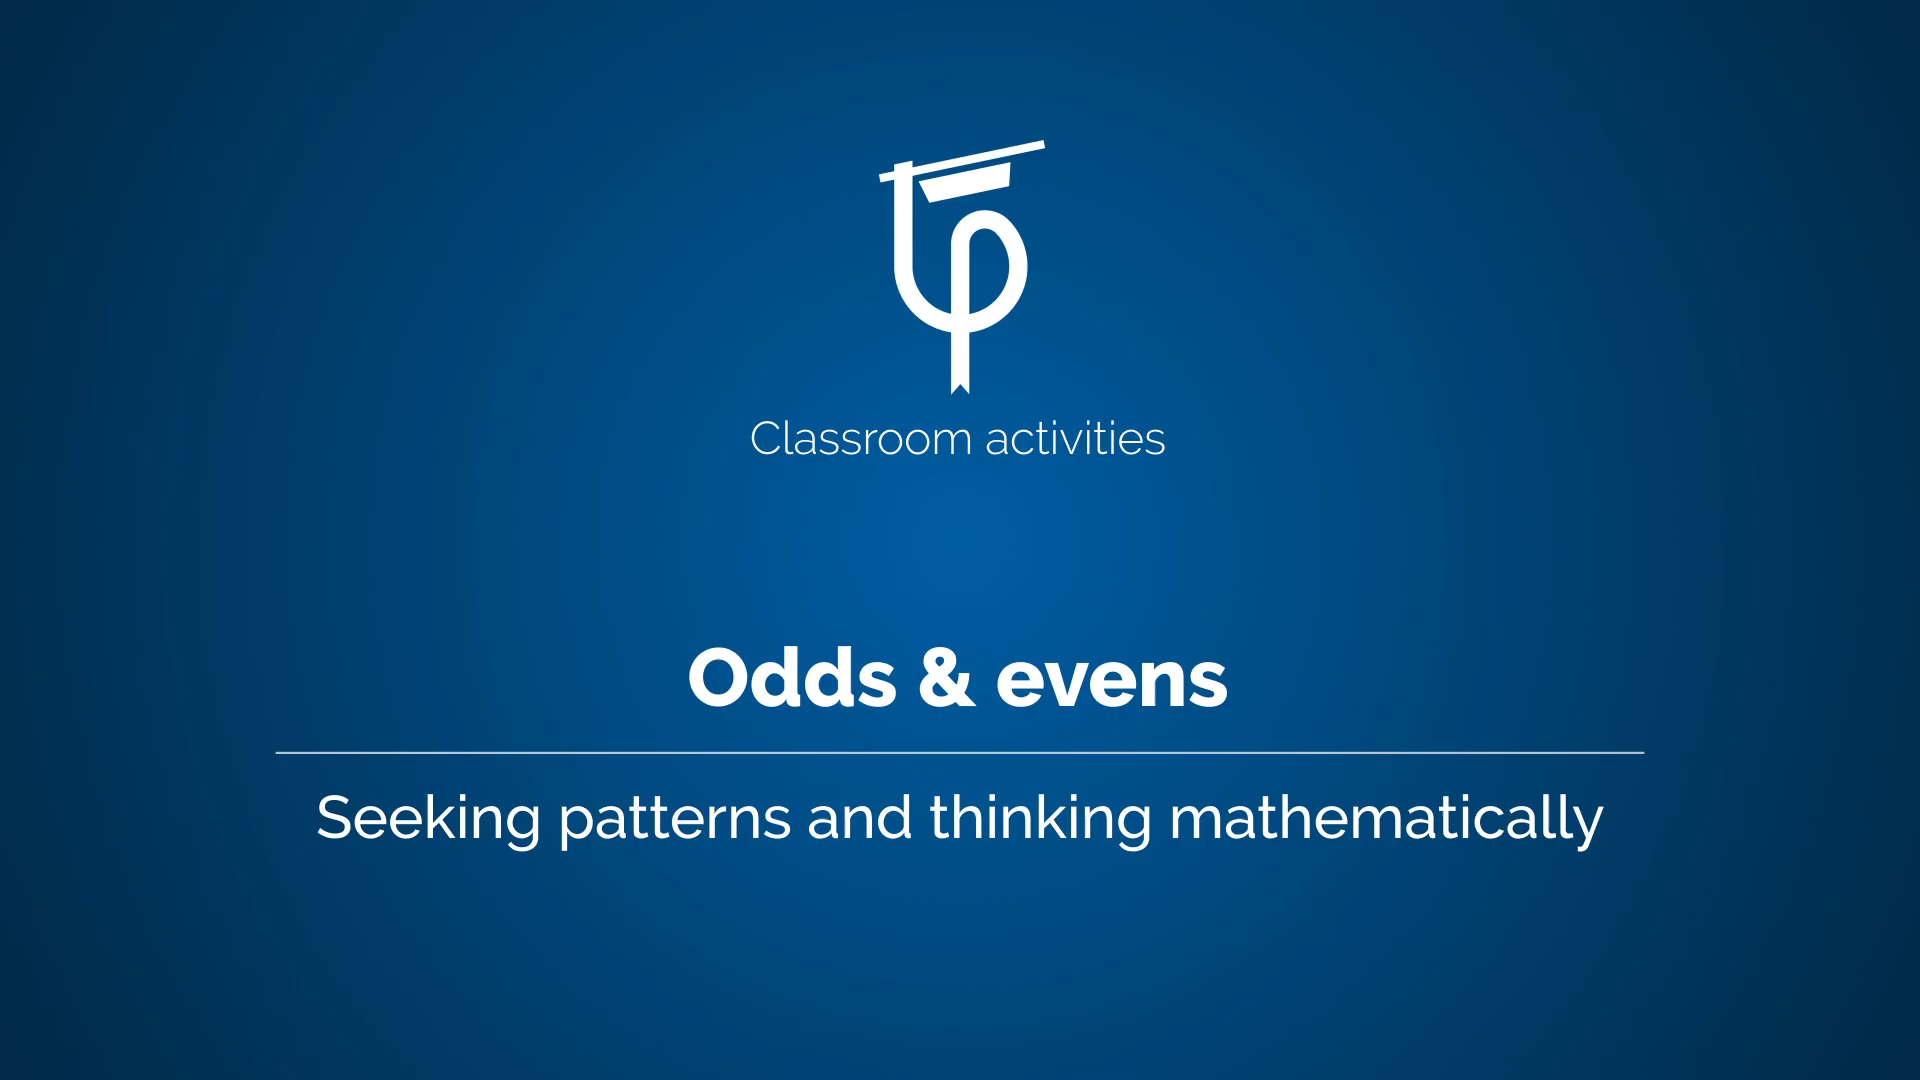 Classroom activities
Odds & evens
Seeking patterns and thinking mathematically